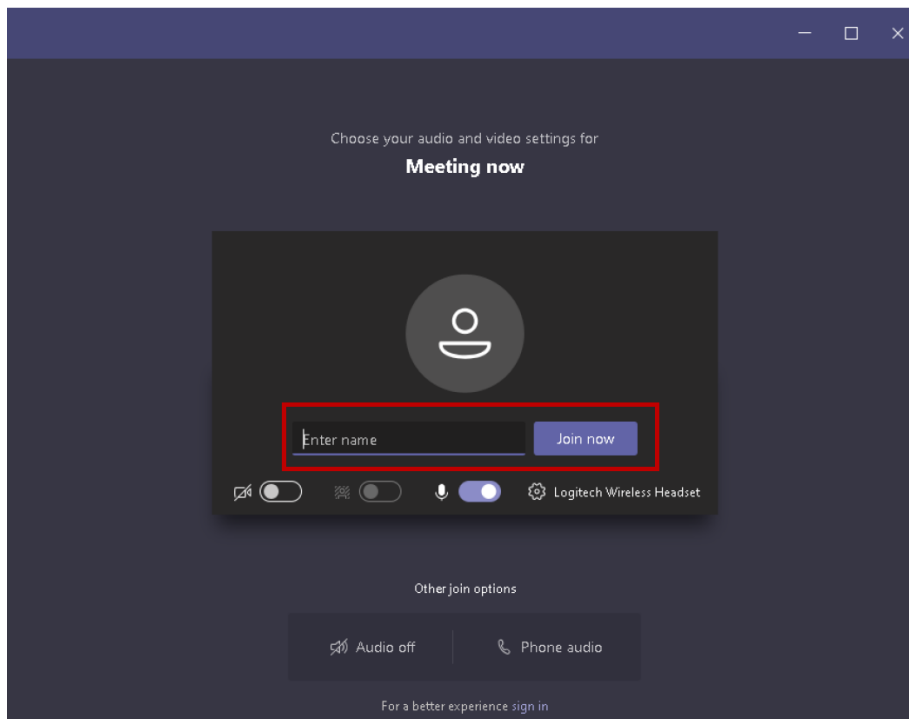 Choose your audio and video settings for
Meeting now
Enter name
Join now
Logitech Wireless Headset
Other join options
Audio off
Phone audio
For a better experience sign in